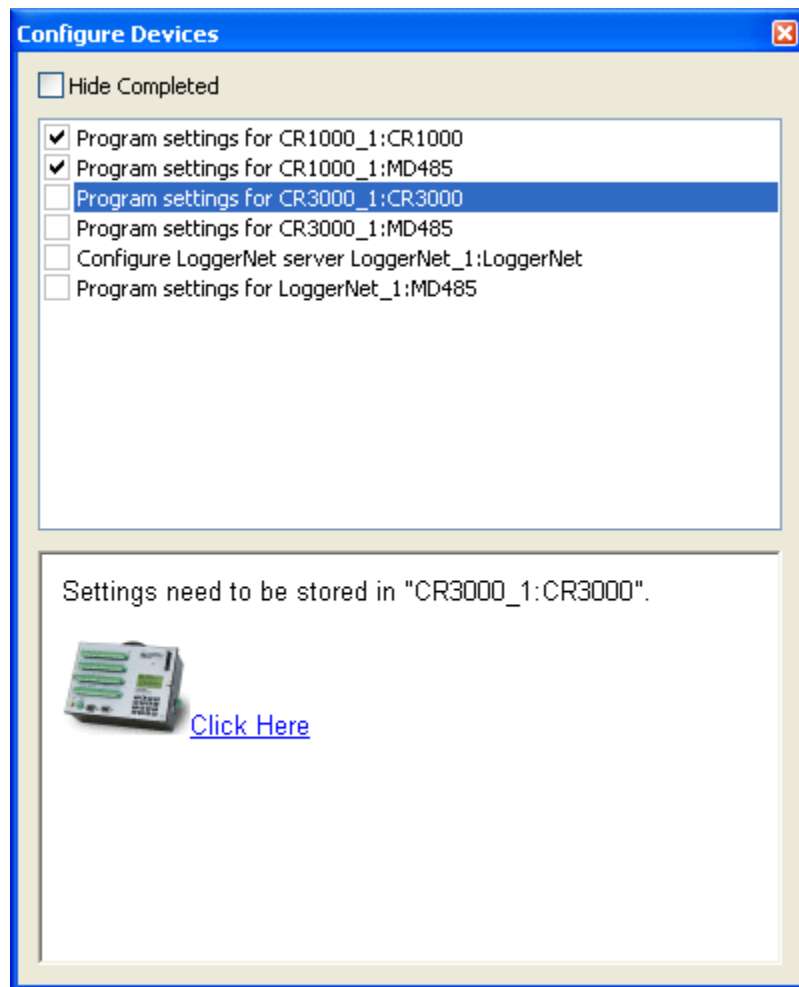 Configure Devices
Hide Completed
Program settings for CR1000_1:CR1000
Program settings for CR1000_1:MD485
Program settings for CR3000_1:CR3000
Program settings for CR3000_1:MD485
Configure LoggerNet server LoggerNet_1:LoggerNet
Program settings for LoggerNet_1:MD485
Settings need to be stored in "CR3000_1:CR3000".
Click Here